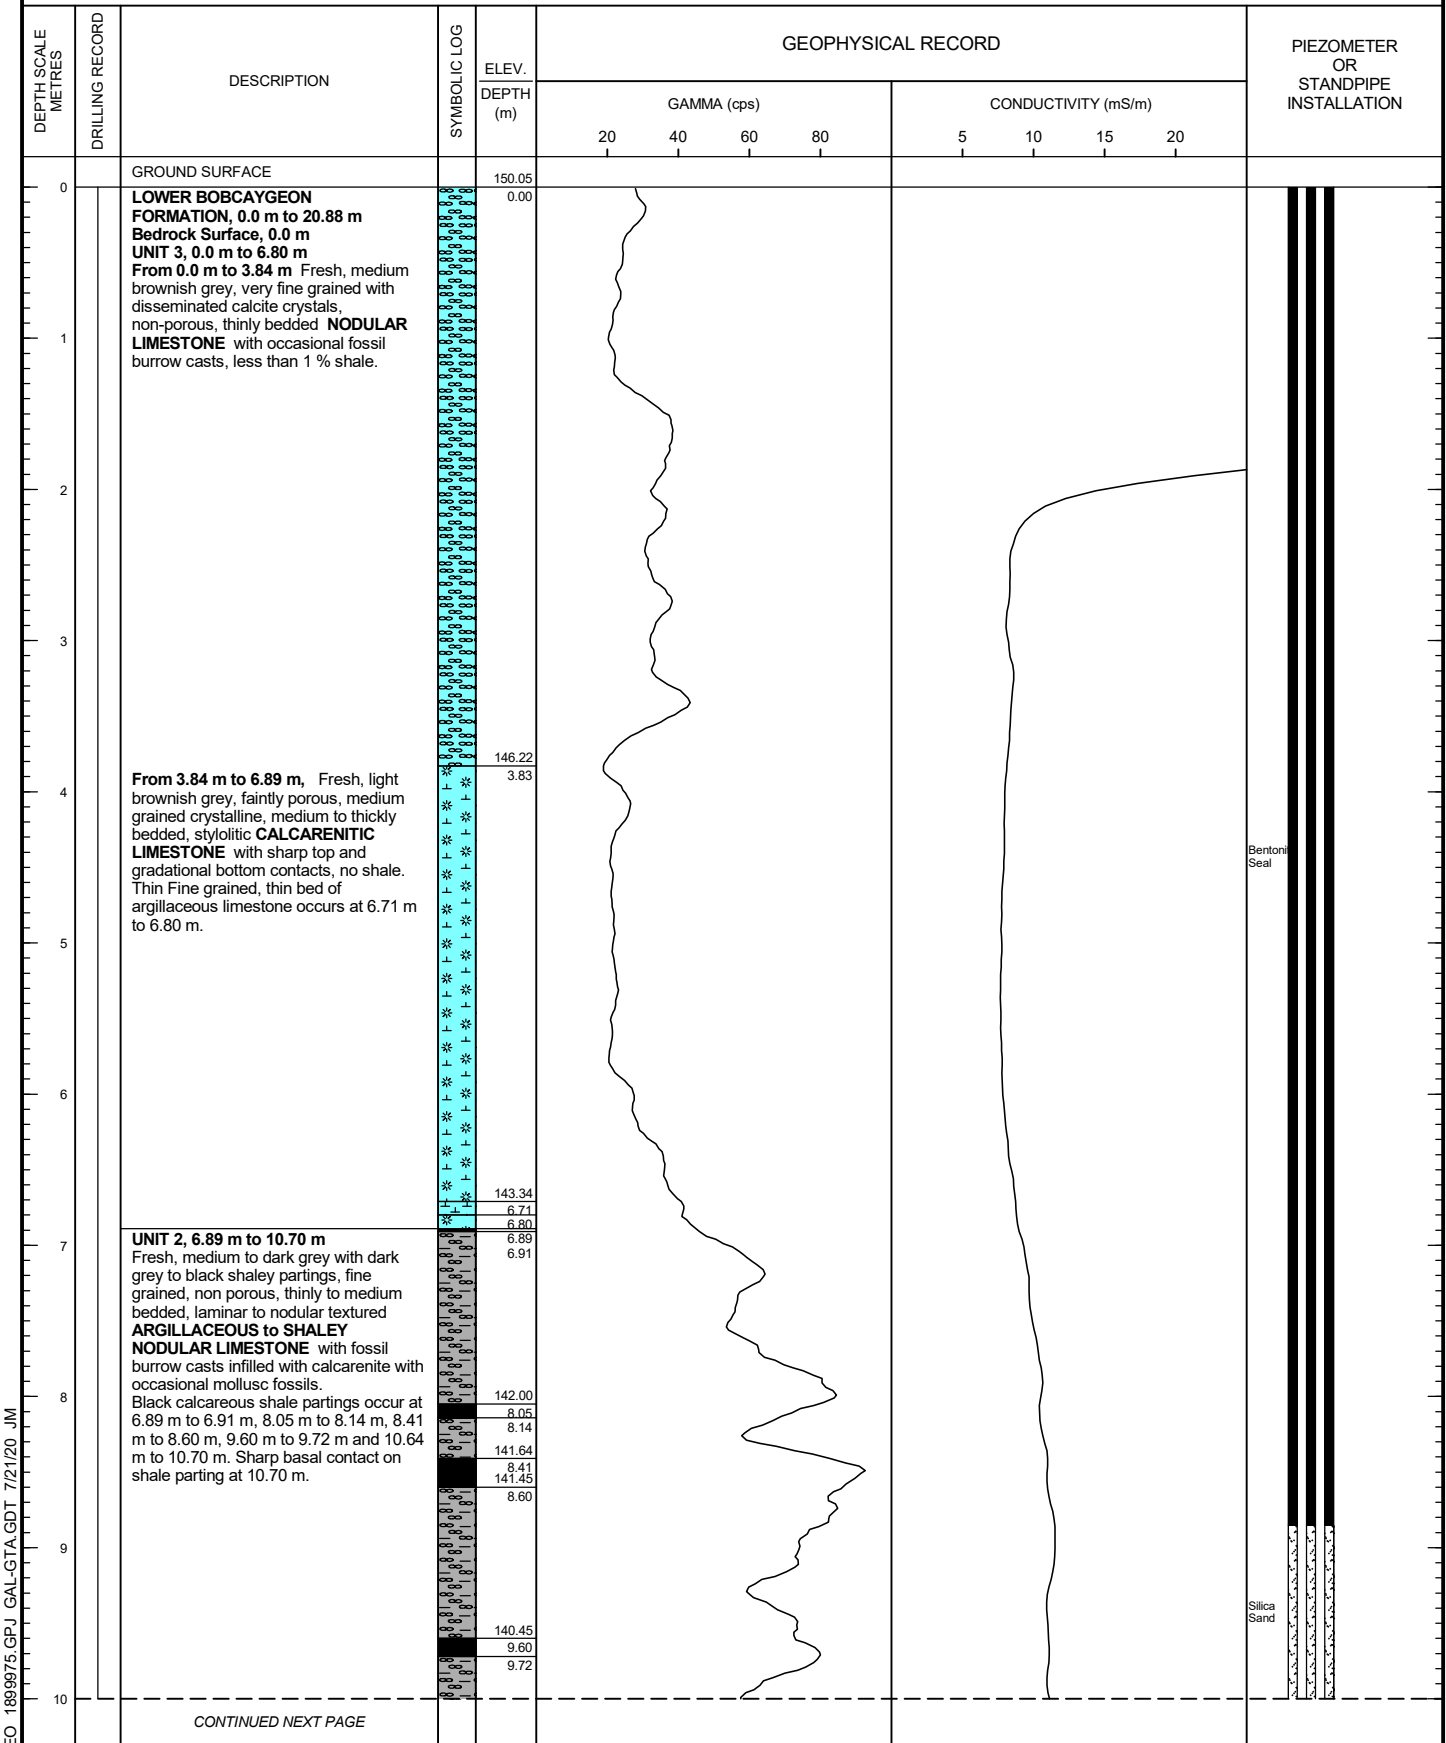 DEPTH SCALE
METRES
DRILLING RECORD
DESCRIPTION
SYMBOLIC LOG
ELEV.
DEPTH
(m)
GEOPHYSICAL RECORD
GAMMA (cps)
20 40 60 80
CONDUCTIVITY (mS/m)
5 10 15 20
PIEZOMETER
OR
STANDPIPE
INSTALLATION
GROUND SURFACE
150.05
0
0.00
LOWER BOBCAYGEON
FORMATION, 0.0 m to 20.88 m
Bedrock Surface, 0.0 m
UNIT 3, 0.0 m to 6.80 m
From 0.0 m to 3.84 m Fresh, medium
brownish grey, very fine grained with
disseminated calcite crystals,
non-porous, thinly bedded NODULAR
LIMESTONE with occasional fossil
burrow casts, less than 1 % shale.
1
2
3
146.22
3.83
From 3.84 m to 6.89 m, Fresh, light
brownish grey, faintly porous, medium
grained crystalline, medium to thickly
bedded, stylolitic CALCARENITIC
LIMESTONE with sharp top and
gradational bottom contacts, no shale.
Thin Fine grained, thin bed of
argillaceous limestone occurs at 6.71 m
to 6.80 m.
4
Bentoni
Seal
5
6
143.34
6.71
6.80
6.89
6.91
UNIT 2, 6.89 m to 10.70 m
Fresh, medium to dark grey with dark
grey to black shaley partings, fine
grained, non porous, thinly to medium
bedded, laminar to nodular textured
ARGILLACEOUS to SHALEY
NODULAR LIMESTONE with fossil
burrow casts infilled with calcarenite with
occasional mollusc fossils.
Black calcareous shale partings occur at
6.89 m to 6.91 m, 8.05 m to 8.14 m, 8.41
m to 8.60 m, 9.60 m to 9.72 m and 10.64
m to 10.70 m. Sharp basal contact on
shale parting at 10.70 m.
7
8
142.00
8.05
8.14
141.64
8.41
141.45
8.60
9
Silica
Sand
140.45
9.60
9.72
10
CONTINUED NEXT PAGE
EO 1899975.GPJ GAL-GTA.GDT 7/21/20 JM